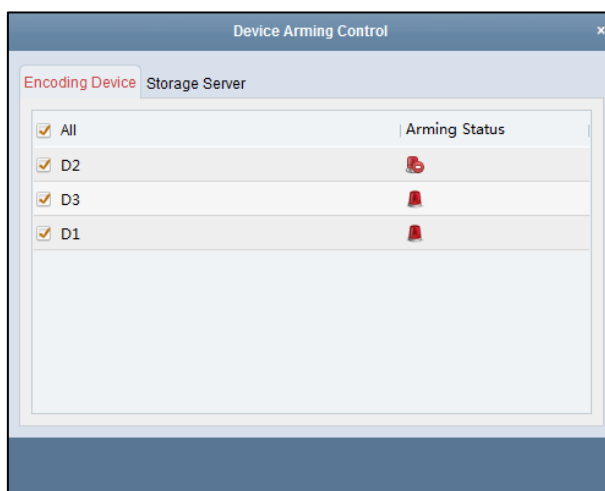 Device Arming Control ×
Encoding Device Storage Server
All Arming Status
D2
D3
D1